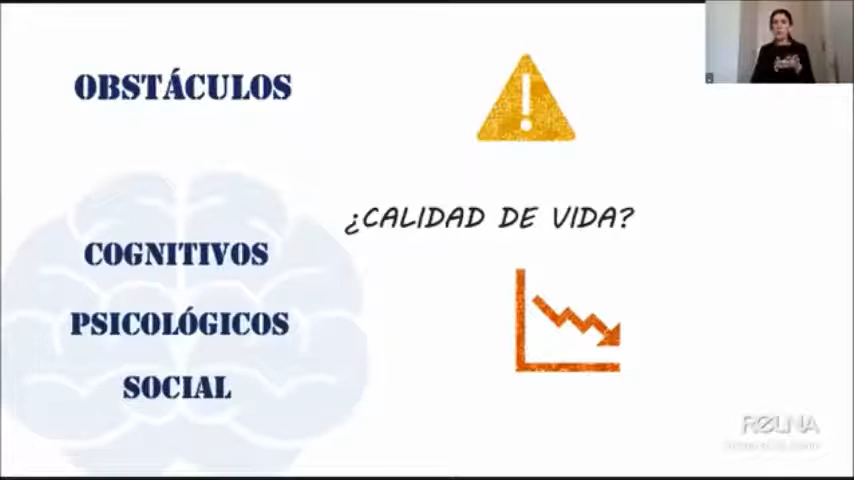 OBSTÁCULOS
¿CALIDAD DE VIDA?
COGNITIVOS
PSICOLÓGICOS
SOCIAL